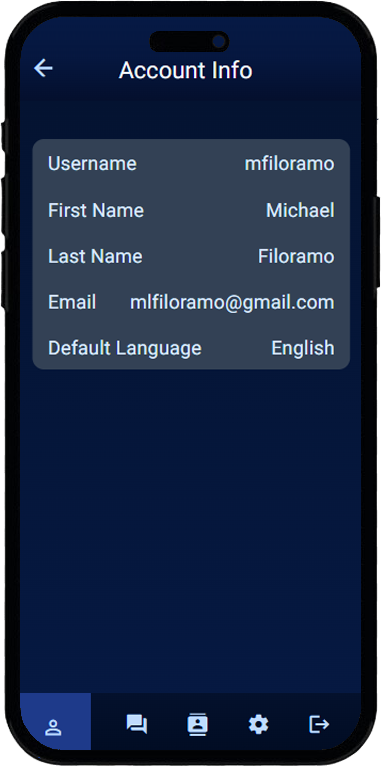 Account Info
Username mfiloramo
First Name Michael
Last Name Filoramo
Email mlfiloramo@gmail.com
Default Language English